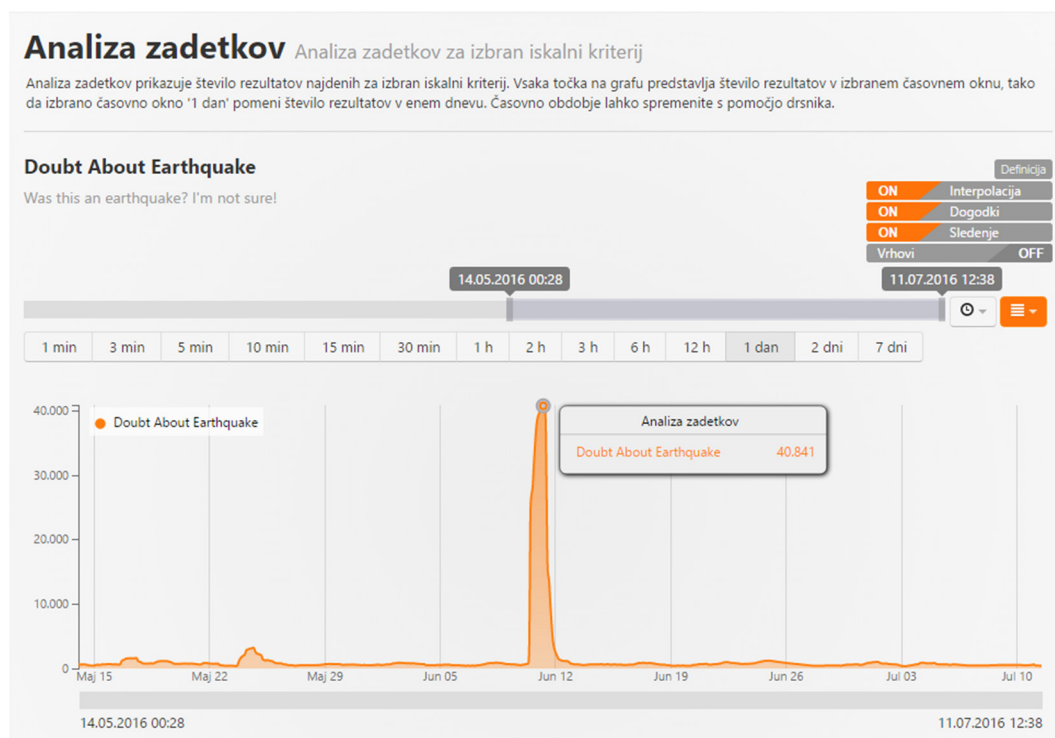 Analiza zadetkov Analiza zadetkov za izbran iskalni kriterij
Analiza zadetkov prikazuje število rezultatov najdenih za izbran iskalni kriterij. Vsaka točka na grafu predstavlja število rezultatov v izbranem časovnem oknu, tako
da izbrano časovno okno '1 dan' pomeni število rezultatov v enem dnevu. Časovno obdobje lahko spremenite s pomočjo drsnika.
Doubt About Earthquake
Definicija
Was this an earthquake? I'm not sure!
ON Interpolacija
ON Dogodki
ON Sledenje
Vrhovi OFF
14.05.2016 00:28 11.07.2016 12:38
1 min 3 min 5 min 10 min 15 min 30 min 1 h 2 h 3 h 6 h 12 h 1 dan 2 dni 7 dni
40.000
Doubt About Earthquake
Analiza zadetkov
Doubt About Earthquake 40.841
30.000
20.000
10.000
0
Maj 15 Maj 22 Maj 29 Jun 05 Jun 12 Jun 19 Jun 26 Jul 03 Jul 10
14.05.2016 00:28 11.07.2016 12:38